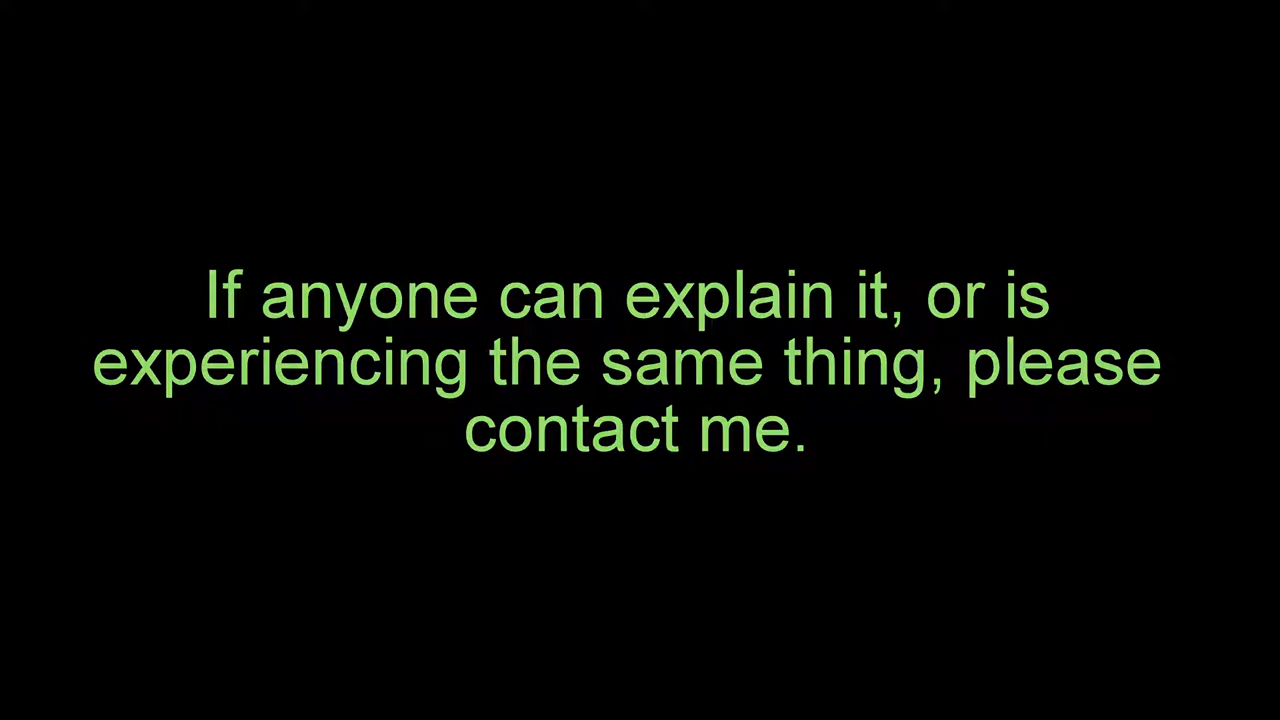 If anyone can explain it, or is
experiencing the same thing, please
contact me.